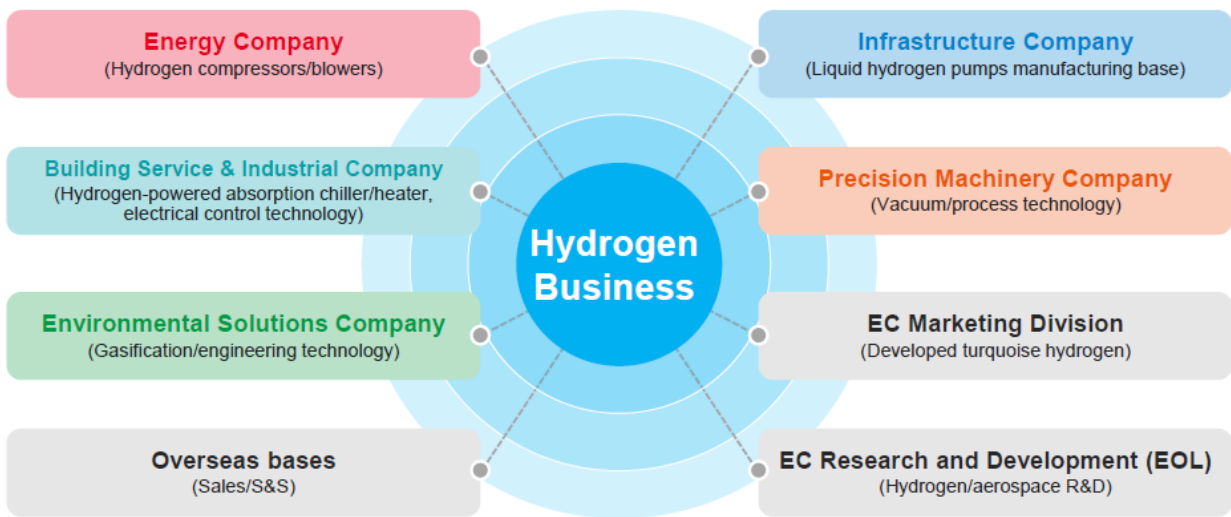 Energy Company
(Hydrogen compressors/blowers)
Infrastructure Company
(Liquid hydrogen pumps manufacturing base)
Building Service & Industrial Company
(Hydrogen-powered absorption chiller/heater,
electrical control technology)
Precision Machinery Company
(Vacuum/process technology)
Hydrogen
Business
Environmental Solutions Company
(Gasification/engineering technology)
EC Marketing Division
(Developed turquoise hydrogen)
Overseas bases
(Sales/S&S)
EC Research and Development (EOL)
(Hydrogen/aerospace R&D)